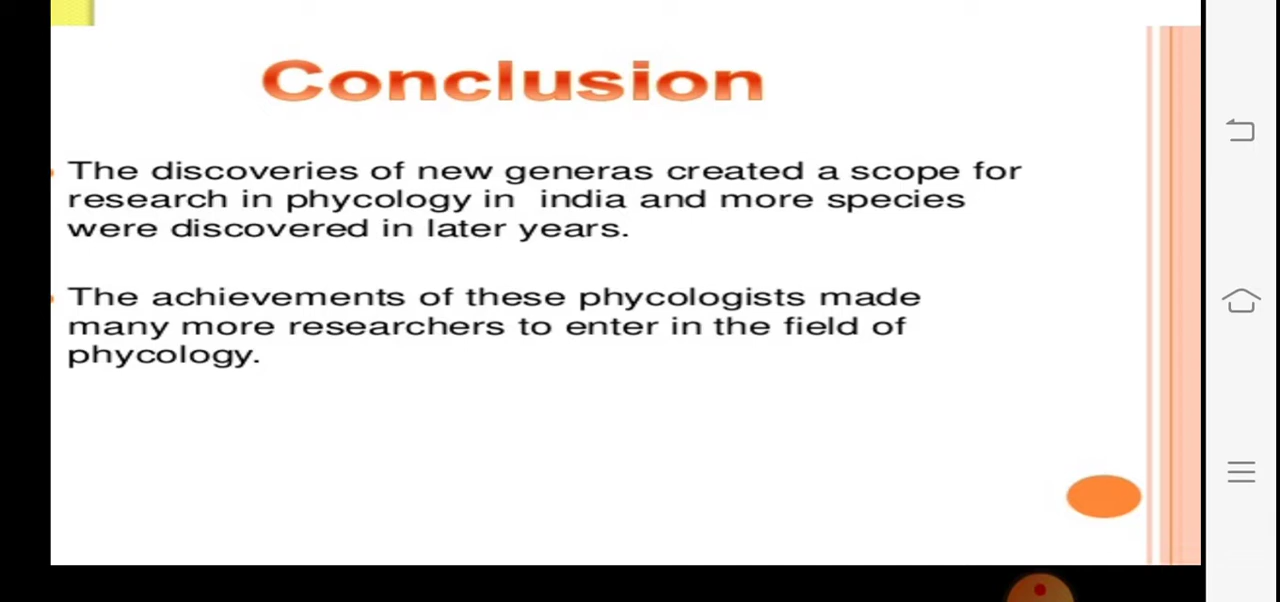 Conclusion
The discoveries of new generas created a scope for
research in phycology in india and more species
were discovered in later years.
The achievements of these phycologists made
many more researchers to enter in the field of
phycology.